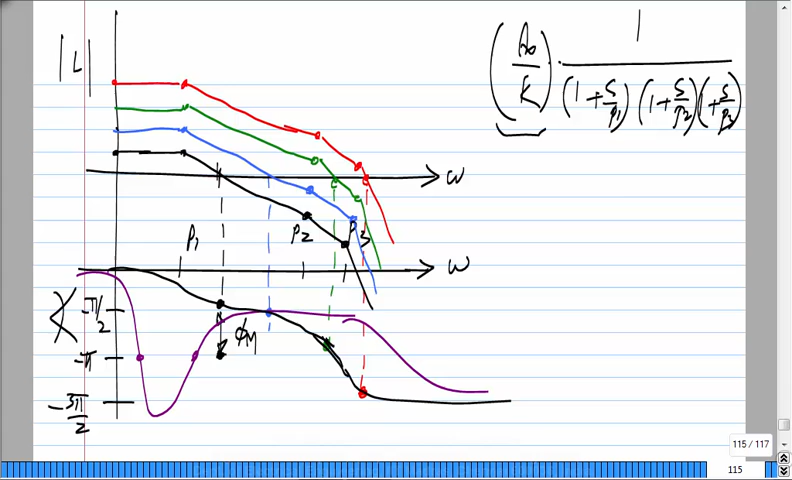 |L|
(A0/K) · 1/((1+S/P1)(1+S/P2)(1+S/P3))
ω
P1
P2
P3
ω
∠
-π/2
ϕM
-π
-3π/2
115 / 117
115